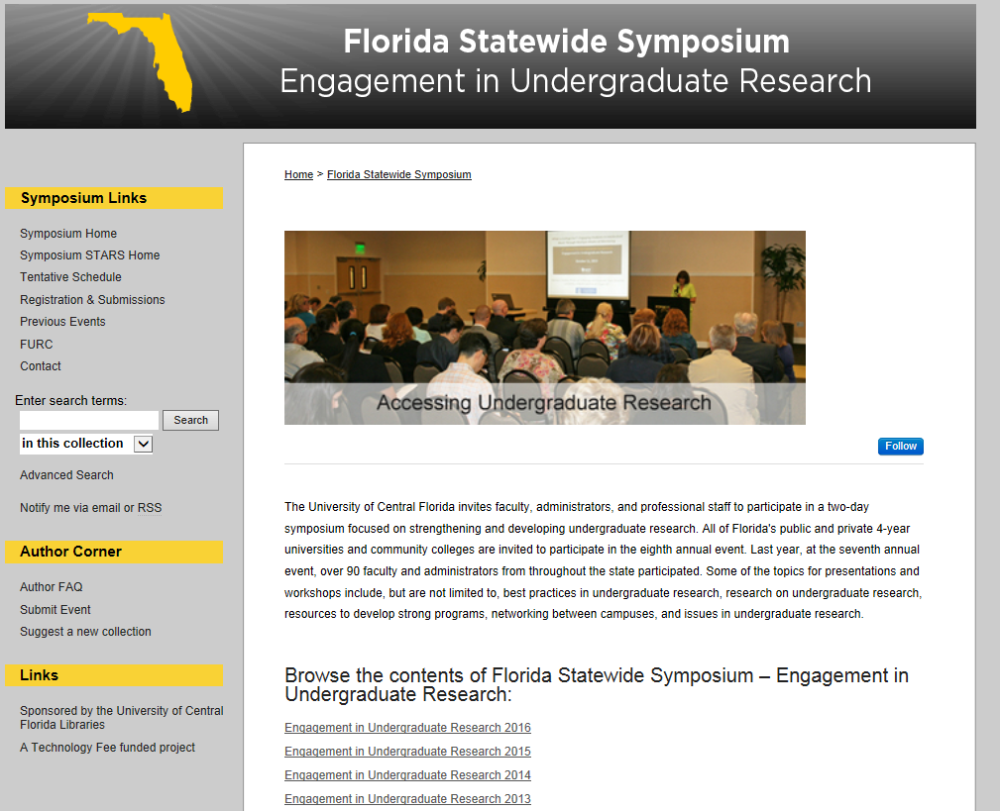 Florida Statewide Symposium
Engagement in Undergraduate Research
Home > Florida Statewide Symposium
Symposium Links
Symposium Home
Symposium STARS Home
Tentative Schedule
Registration & Submissions
Previous Events
FURC
Contact
Enter search terms:
Search
in this collection
Advanced Search
Notify me via email or RSS
Author Corner
Author FAQ
Submit Event
Suggest a new collection
Links
Sponsored by the University of Central
Florida Libraries
A Technology Fee funded project
Accessing Undergraduate Research
Follow
The University of Central Florida invites faculty, administrators, and professional staff to participate in a two-day
symposium focused on strengthening and developing undergraduate research. All of Florida's public and private 4-year
universities and community colleges are invited to participate in the eighth annual event. Last year, at the seventh annual
event, over 90 faculty and administrators from throughout the state participated. Some of the topics for presentations and
workshops include, but are not limited to, best practices in undergraduate research, research on undergraduate research,
resources to develop strong programs, networking between campuses, and issues in undergraduate research.
Browse the contents of Florida Statewide Symposium – Engagement in
Undergraduate Research:
Engagement in Undergraduate Research 2016
Engagement in Undergraduate Research 2015
Engagement in Undergraduate Research 2014
Engagement in Undergraduate Research 2013